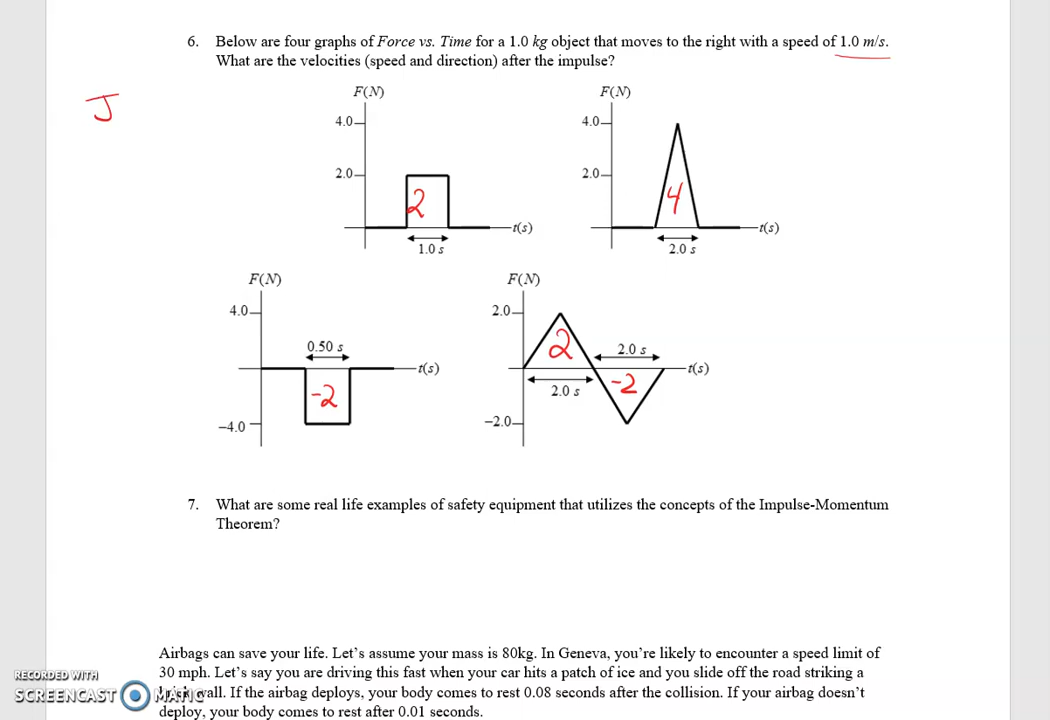 6. Below are four graphs of Force vs. Time for a 1.0 kg object that moves to the right with a speed of 1.0 m/s.
What are the velocities (speed and direction) after the impulse?
J
F(N)
4.0
2.0
2
t(s)
1.0 s
F(N)
4.0
2.0
4
t(s)
2.0 s
F(N)
4.0
0.50 s
t(s)
-2
–4.0
F(N)
2.0
2
2.0 s
t(s)
2.0 s
-2
–2.0
7. What are some real life examples of safety equipment that utilizes the concepts of the Impulse-Momentum
Theorem?
Airbags can save your life. Let's assume your mass is 80kg. In Geneva, you're likely to encounter a speed limit of
30 mph. Let's say you are driving this fast when your car hits a patch of ice and you slide off the road striking a
wall. If the airbag deploys, your body comes to rest 0.08 seconds after the collision. If your airbag doesn't
deploy, your body comes to rest after 0.01 seconds.
RECORDED WITH
SCREENCAST MATIC